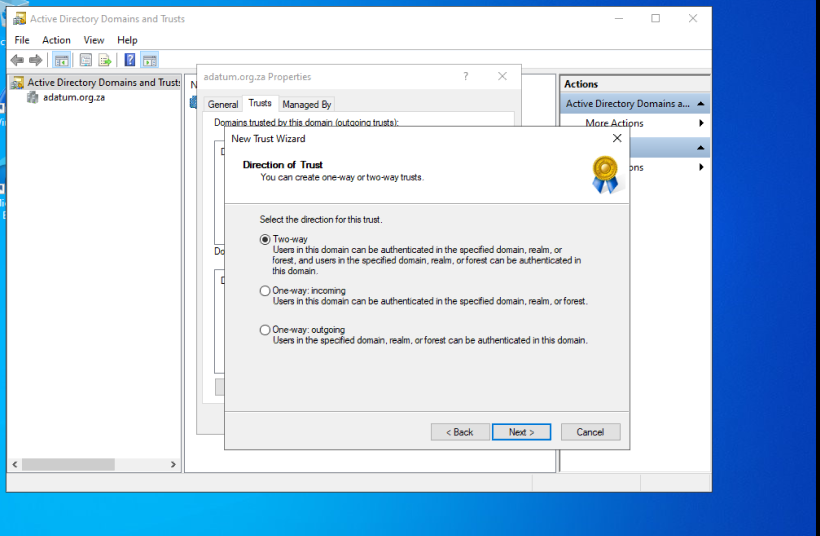 Active Directory Domains and Trusts
File Action View Help
Active Directory Domains and Trust
adatum.org.za
adatum.org.za Properties
General Trusts Managed By
Domains trusted by this domain (outgoing trusts):
Actions
Active Directory Domains a...
More Actions
New Trust Wizard
Direction of Trust
You can create one-way or two-way trusts.
Select the direction for this trust.
Two-way
Users in this domain can be authenticated in the specified domain, realm, or
forest, and users in the specified domain, realm, or forest can be authenticated in
this domain.
One-way: incoming
Users in this domain can be authenticated in the specified domain, realm, or forest.
One-way: outgoing
Users in the specified domain, realm, or forest can be authenticated in this domain.
< Back Next > Cancel